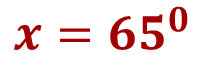 x = 65⁰